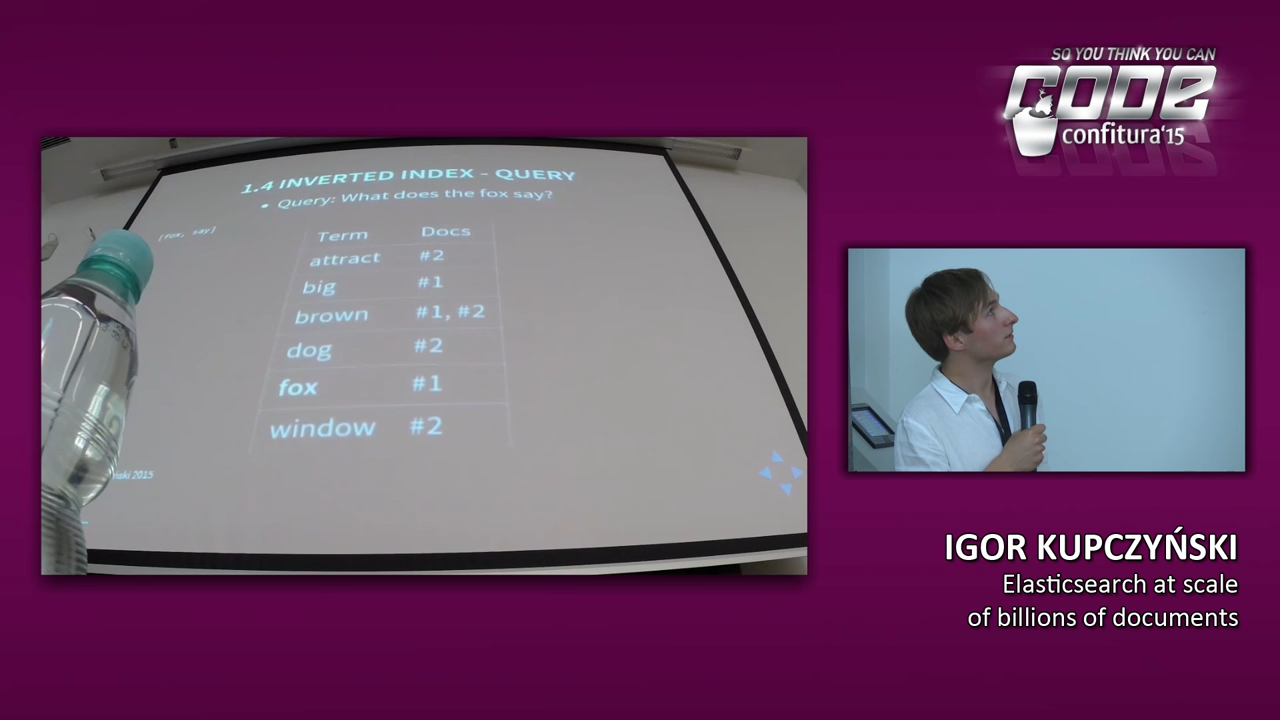 SO YOU THINK YOU CAN
CODE
confitura'15
1.4 INVERTED INDEX - QUERY
• Query: What does the fox say?
[fox, say]
Term Docs
attract #2
big #1
brown #1, #2
dog #2
fox #1
window #2
2015
IGOR KUPCZYŃSKI
Elasticsearch at scale
of billions of documents